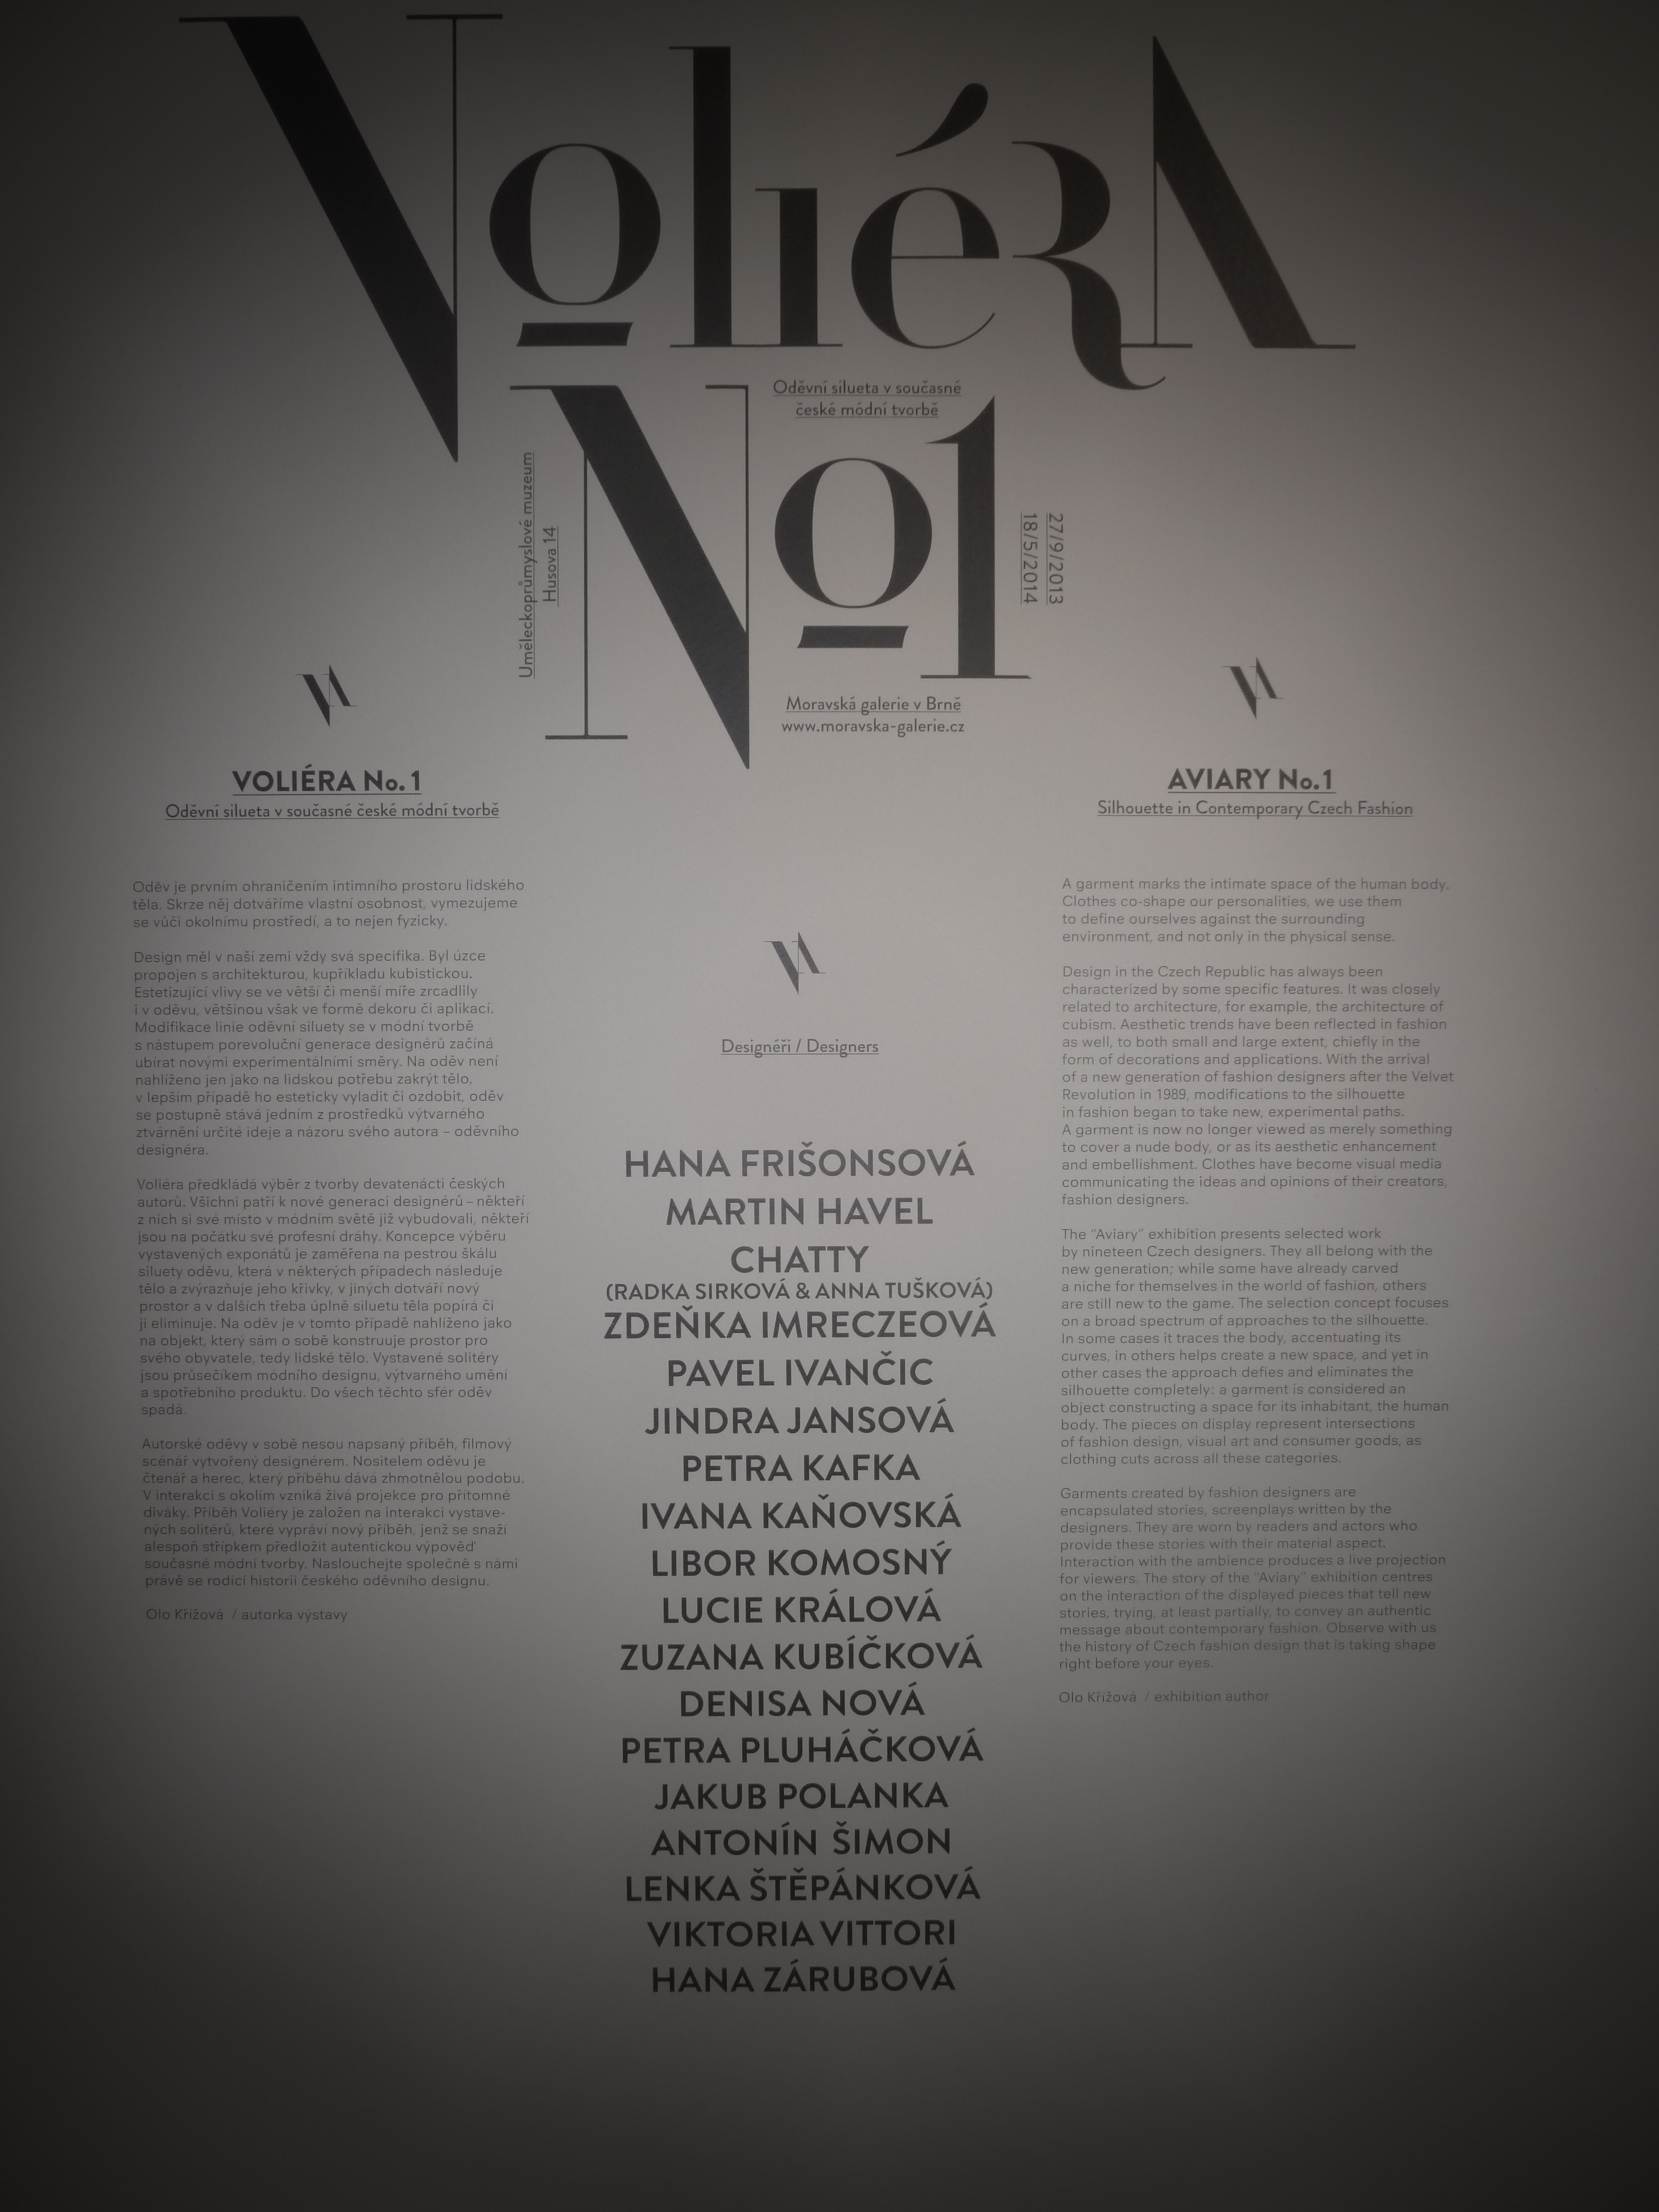 Voliéra
No1
Oděvní silueta v současné
české módní tvorbě
Uměleckoprůmyslové muzeum
Husova 14
27/9/2013
18/5/2014
Moravská galerie v Brně
www.moravska-galerie.cz
VOLIÉRA No. 1
Oděvní silueta v současné české módní tvorbě
Oděv je prvním ohraničením intimního prostoru lidského
těla. Skrze něj dotváříme vlastní osobnost, vymezujeme
se vůči okolnímu prostředí, a to nejen fyzicky.
Design měl v naší zemi vždy svá specifika. Byl úzce
propojen s architekturou, kupříkladu kubistickou.
Estetizující vlivy se ve větší či menší míře zrcadlily
i v oděvu, většinou však ve formě dekoru či aplikací.
Modifikace linie oděvní siluety se v módní tvorbě
s nástupem porevoluční generace designérů začíná
ubírat novými experimentálními směry. Na oděv není
nahlíženo jen jako na lidskou potřebu zakrýt tělo,
v lepším případě ho esteticky vyladit či ozdobit, oděv
se postupně stává jedním z prostředků výtvarného
ztvárnění určité ideje a názoru svého autora – oděvního
designéra.
Voliéra předkládá výběr z tvorby devatenácti českých
autorů. Všichni patří k nové generaci designérů – někteří
z nich si své místo v módním světě již vybudovali, někteří
jsou na počátku své profesní dráhy. Koncepce výběru
vystavených exponátů je zaměřena na pestrou škálu
siluety oděvu, která v některých případech následuje
tělo a zvýrazňuje jeho křivky, v jiných dotváří nový
prostor a v dalších třeba úplně siluetu těla popírá či
ji eliminuje. Na oděv je v tomto případě nahlíženo jako
na objekt, který sám o sobě konstruuje prostor pro
svého obyvatele, tedy lidské tělo. Vystavené solitéry
jsou průsečíkem módního designu, výtvarného umění
a spotřebního produktu. Do všech těchto sfér oděv
spadá.
Autorské oděvy v sobě nesou napsaný příběh, filmový
scénář vytvořený designérem. Nositelem oděvu je
čtenář a herec, který příběhu dává zhmotnělou podobu.
V interakci s okolím vzniká živá projekce pro přítomné
diváky. Příběh Voliéry je založen na interakci vystave-
ných solitérů, které vypráví nový příběh, jenž se snaží
alespoň střípkem předložit autentickou výpověď
současné módní tvorby. Naslouchejte společně s námi
právě se rodící historii českého oděvního designu.
Olo Křížová / autorka výstavy
Designéři / Designers
HANA FRIŠONSOVÁ
MARTIN HAVEL
CHATTY
(RADKA SIRKOVÁ & ANNA TUŠKOVÁ)
ZDEŇKA IMRECZEOVÁ
PAVEL IVANČIC
JINDRA JANSOVÁ
PETRA KAFKA
IVANA KAŇOVSKÁ
LIBOR KOMOSNÝ
LUCIE KRÁLOVÁ
ZUZANA KUBÍČKOVÁ
DENISA NOVÁ
PETRA PLUHÁČKOVÁ
JAKUB POLANKA
ANTONÍN ŠIMON
LENKA ŠTĚPÁNKOVÁ
VIKTORIA VITTORI
HANA ZÁRUBOVÁ
AVIARY No.1
Silhouette in Contemporary Czech Fashion
A garment marks the intimate space of the human body.
Clothes co-shape our personalities, we use them
to define ourselves against the surrounding
environment, and not only in the physical sense.
Design in the Czech Republic has always been
characterized by some specific features. It was closely
related to architecture, for example, the architecture of
cubism. Aesthetic trends have been reflected in fashion
as well, to both small and large extent, chiefly in the
form of decorations and applications. With the arrival
of a new generation of fashion designers after the Velvet
Revolution in 1989, modifications to the silhouette
in fashion began to take new, experimental paths.
A garment is now no longer viewed as merely something
to cover a nude body, or as its aesthetic enhancement
and embellishment. Clothes have become visual media
communicating the ideas and opinions of their creators,
fashion designers.
The “Aviary” exhibition presents selected work
by nineteen Czech designers. They all belong with the
new generation; while some have already carved
a niche for themselves in the world of fashion, others
are still new to the game. The selection concept focuses
on a broad spectrum of approaches to the silhouette.
In some cases it traces the body, accentuating its
curves, in others helps create a new space, and yet in
other cases the approach defies and eliminates the
silhouette completely: a garment is considered an
object constructing a space for its inhabitant, the human
body. The pieces on display represent intersections
of fashion design, visual art and consumer goods, as
clothing cuts across all these categories.
Garments created by fashion designers are
encapsulated stories, screenplays written by the
designers. They are worn by readers and actors who
provide these stories with their material aspect.
Interaction with the ambience produces a live projection
for viewers. The story of the “Aviary” exhibition centres
on the interaction of the displayed pieces that tell new
stories, trying, at least partially, to convey an authentic
message about contemporary fashion. Observe with us
the history of Czech fashion design that is taking shape
right before your eyes.
Olo Křížová / exhibition author